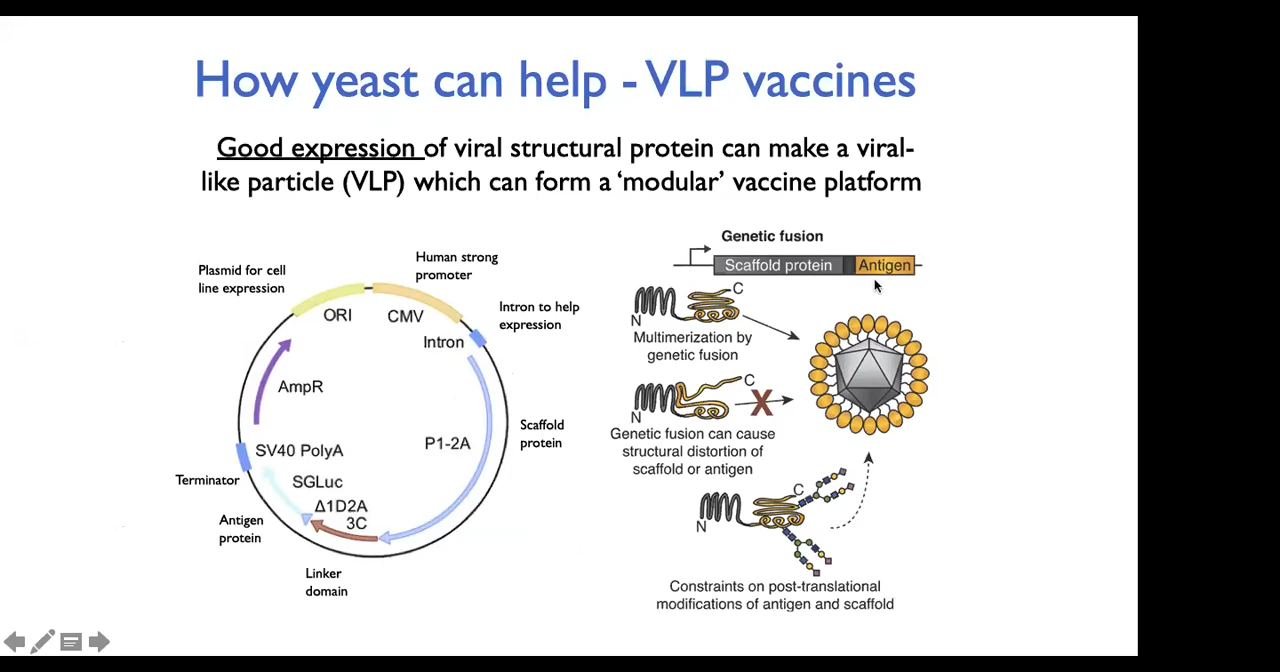 How yeast can help - VLP vaccines
Good expression of viral structural protein can make a viral-
like particle (VLP) which can form a ‘modular’ vaccine platform
Plasmid for cell
line expression
Human strong
promoter
Intron to help
expression
ORI
CMV
Intron
AmpR
P1-2A
Scaffold
protein
SV40 PolyA
Terminator
SGLuc
Δ1D2A
3C
Antigen
protein
Linker
domain
Genetic fusion
Scaffold protein
Antigen
C
N
Multimerization by
genetic fusion
C
N
X
Genetic fusion can cause
structural distortion of
scaffold or antigen
C
N
Constraints on post-translational
modifications of antigen and scaffold